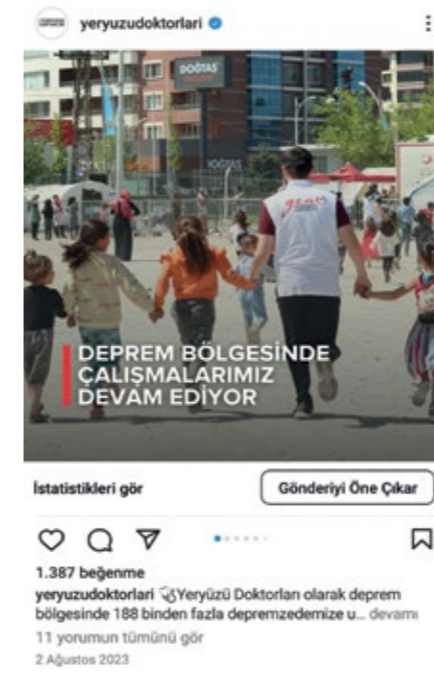 yeryuzudoktorlari
DOĞTAŞ
DEPREM BÖLGESİNDE
ÇALIŞMALARIMIZ
DEVAM EDİYOR
İstatistikleri gör
Gönderiyi Öne Çıkar
1.387 beğenme
yeryuzudoktorlari 🩺Yeryüzü Doktorları olarak deprem
bölgesinde 188 binden fazla depremzedemize u... devamı
11 yorumun tümünü gör
2 Ağustos 2023